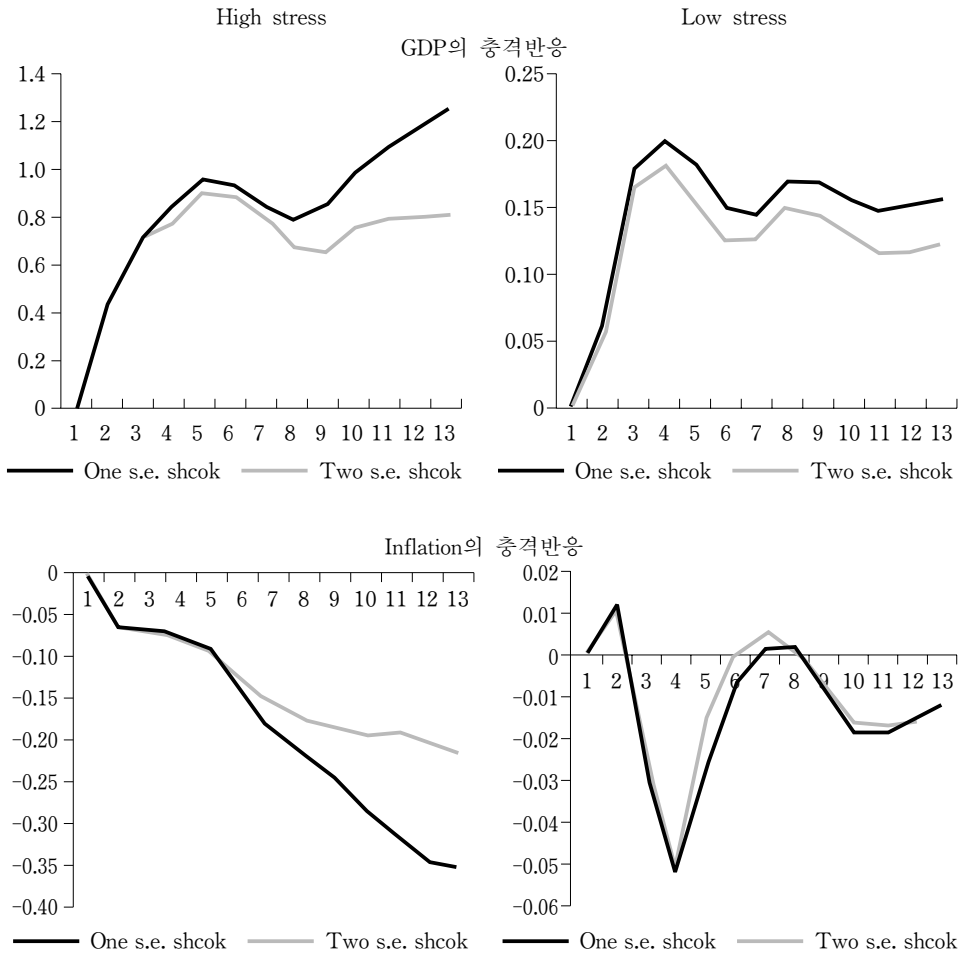 High stress Low stress
GDP의 충격반응
1.4
1.2
1.0
0.8
0.6
0.4
0.2
0
1 2 3 4 5 6 7 8 9 10 11 12 13
One s.e. shcok Two s.e. shcok
0.25
0.20
0.15
0.10
0.05
0
1 2 3 4 5 6 7 8 9 10 11 12 13
One s.e. shcok Two s.e. shcok
Inflation의 충격반응
0
-0.05
-0.10
-0.15
-0.20
-0.25
-0.30
-0.35
-0.40
1 2 3 4 5 6 7 8 9 10 11 12 13
One s.e. shcok Two s.e. shcok
0.02
0.01
0
-0.01
-0.01
-0.03
-0.04
-0.05
-0.06
1 2 3 4 5 6 7 8 9 10 11 12 13
One s.e. shcok Two s.e. shcok